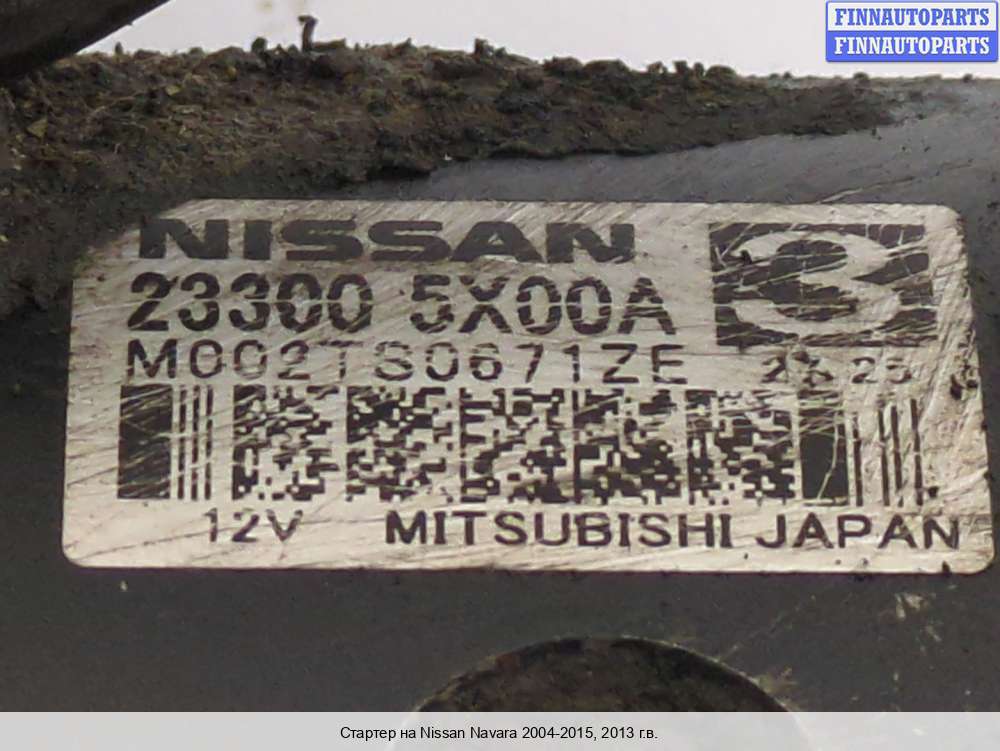 FINNAUTOPARTS
FINNAUTOPARTS
NISSAN
23300 5X00A
M002TS0671ZE
12V MITSUBISHI JAPAN
Стартер на Nissan Navara 2004-2015, 2013 г.в.